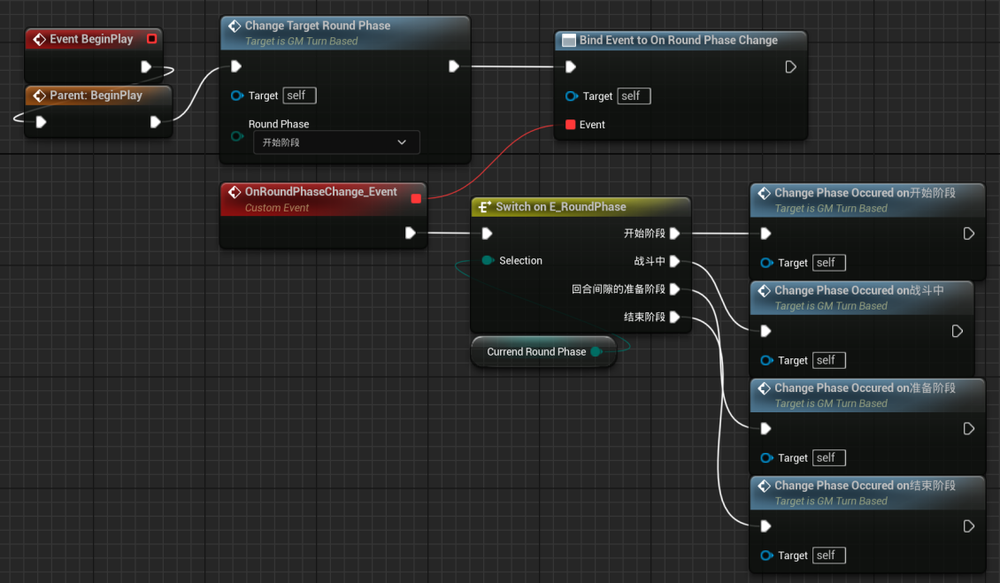 Event BeginPlay
Parent: BeginPlay
Change Target Round Phase
Target is GM Turn Based
Target self
Round Phase
开始阶段
Bind Event to On Round Phase Change
Target self
Event
OnRoundPhaseChange_Event
Custom Event
Switch on E_RoundPhase
开始阶段
Selection 战斗中
回合间隙的准备阶段
结束阶段
Currend Round Phase
Change Phase Occured on开始阶段
Target is GM Turn Based
Target self
Change Phase Occured on战斗中
Target is GM Turn Based
Target self
Change Phase Occured on准备阶段
Target is GM Turn Based
Target self
Change Phase Occured on结束阶段
Target is GM Turn Based
Target self